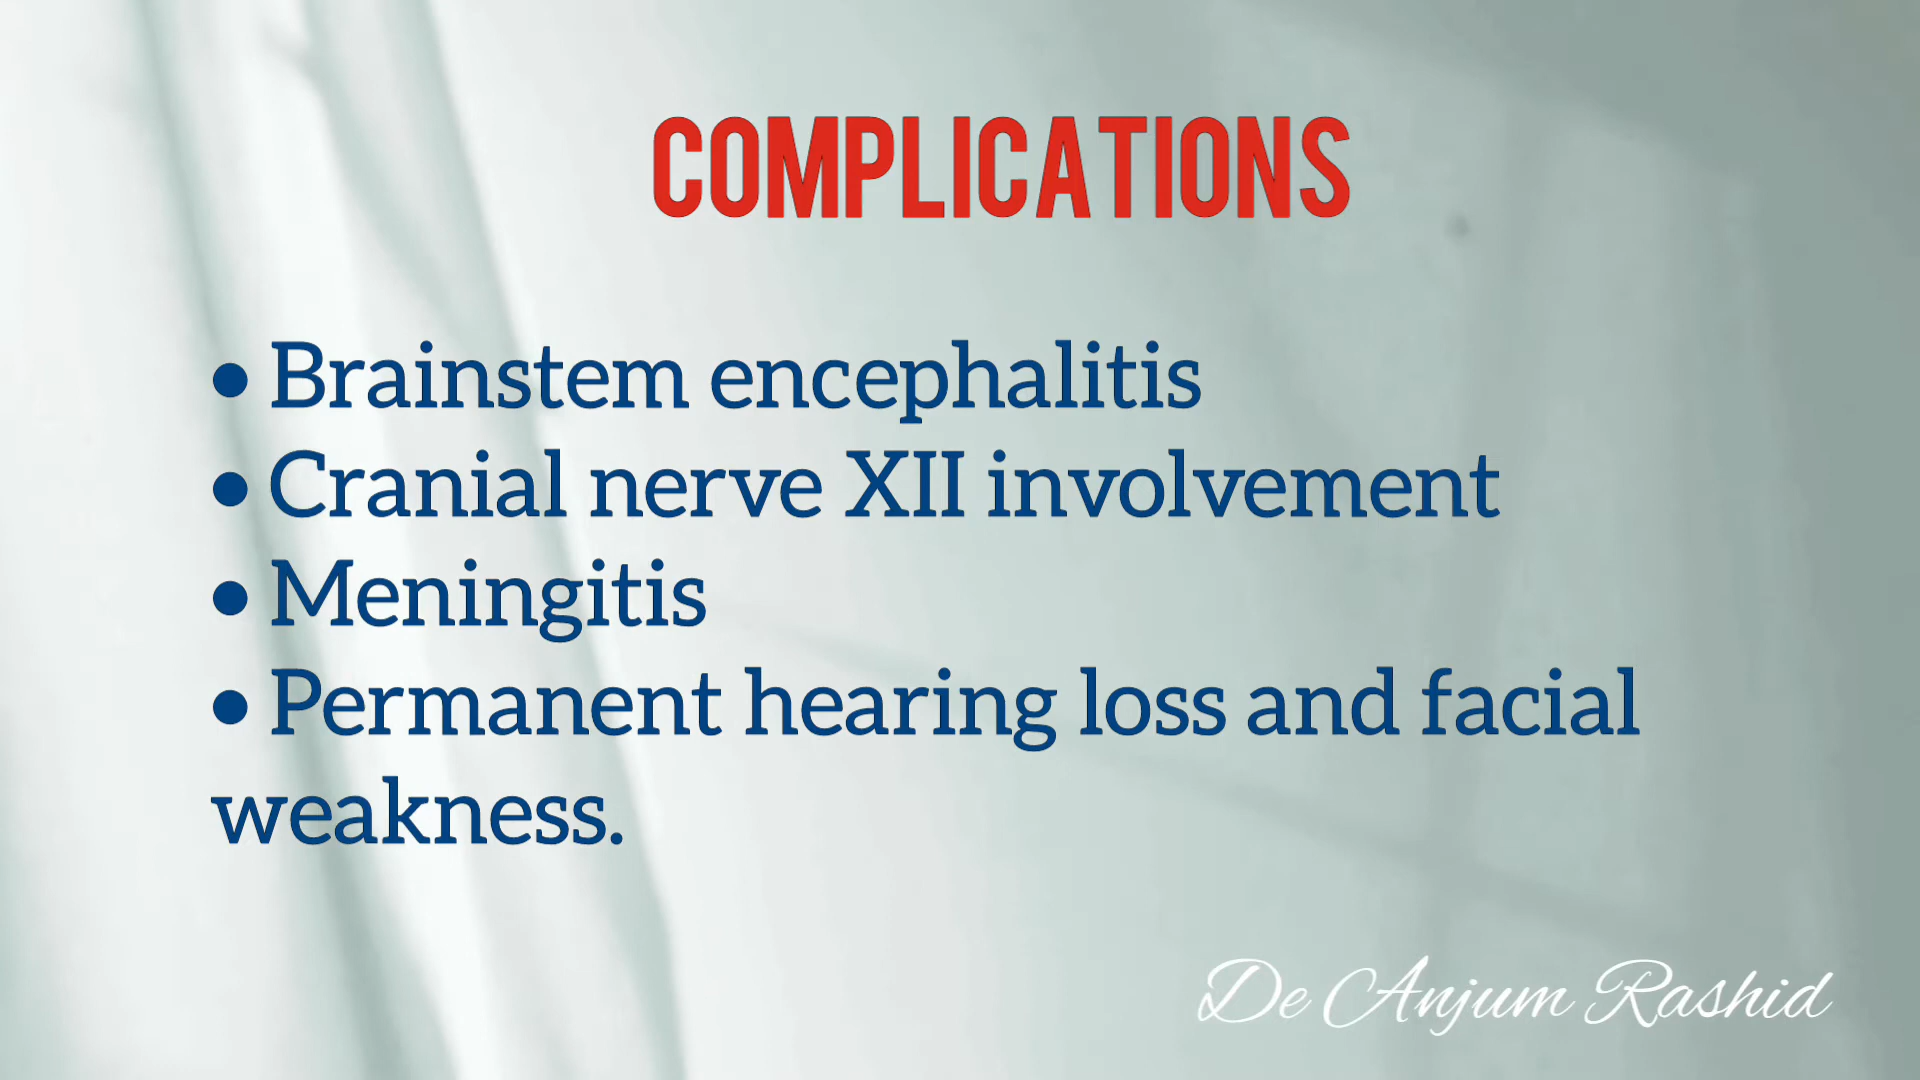 COMPLICATIONS
• Brainstem encephalitis
• Cranial nerve XII involvement
• Meningitis
• Permanent hearing loss and facial
weakness.
De Anjum Rashid